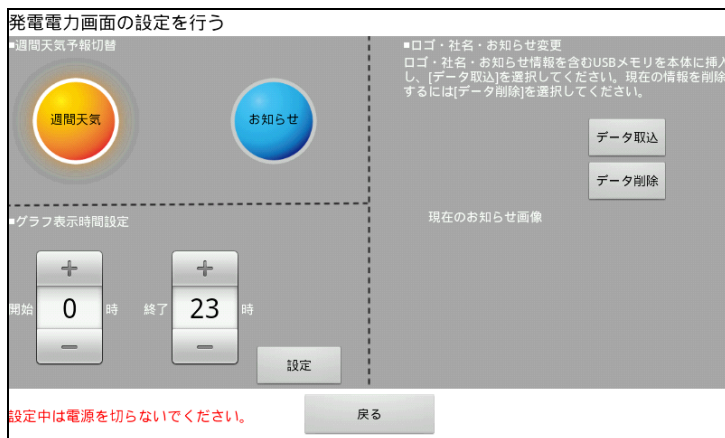 発電電力画面の設定を行う
■週間天気予報切替
週間天気
お知らせ
■グラフ表示時間設定
+
+
開始 0 時 終了 23 時
−
−
設定
■ロゴ・社名・お知らせ変更
ロゴ・社名・お知らせ情報を含むUSBメモリを本体に挿入
し、[データ取込]を選択してください。現在の情報を削除
するには[データ削除]を選択してください。
データ取込
データ削除
現在のお知らせ画像
設定中は電源を切らないでください。
戻る